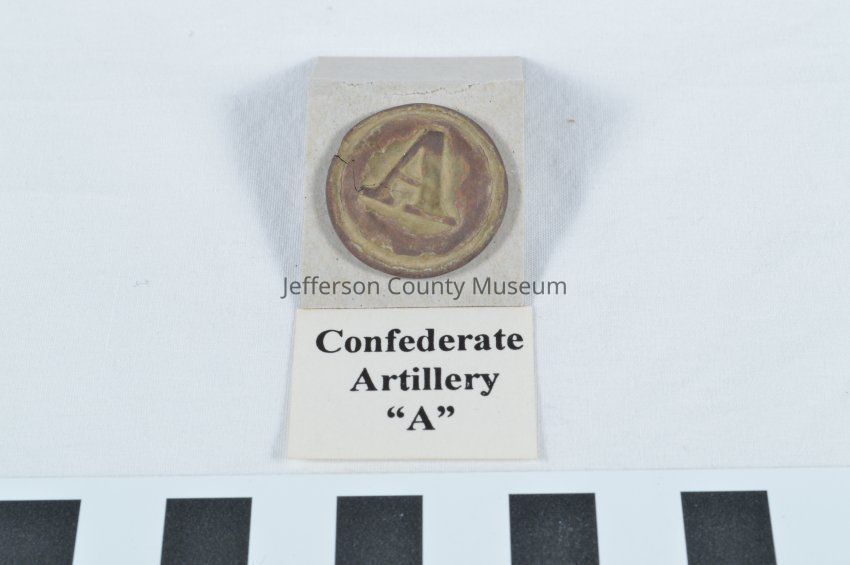 A
Jefferson County Museum
Confederate
Artillery
“A”